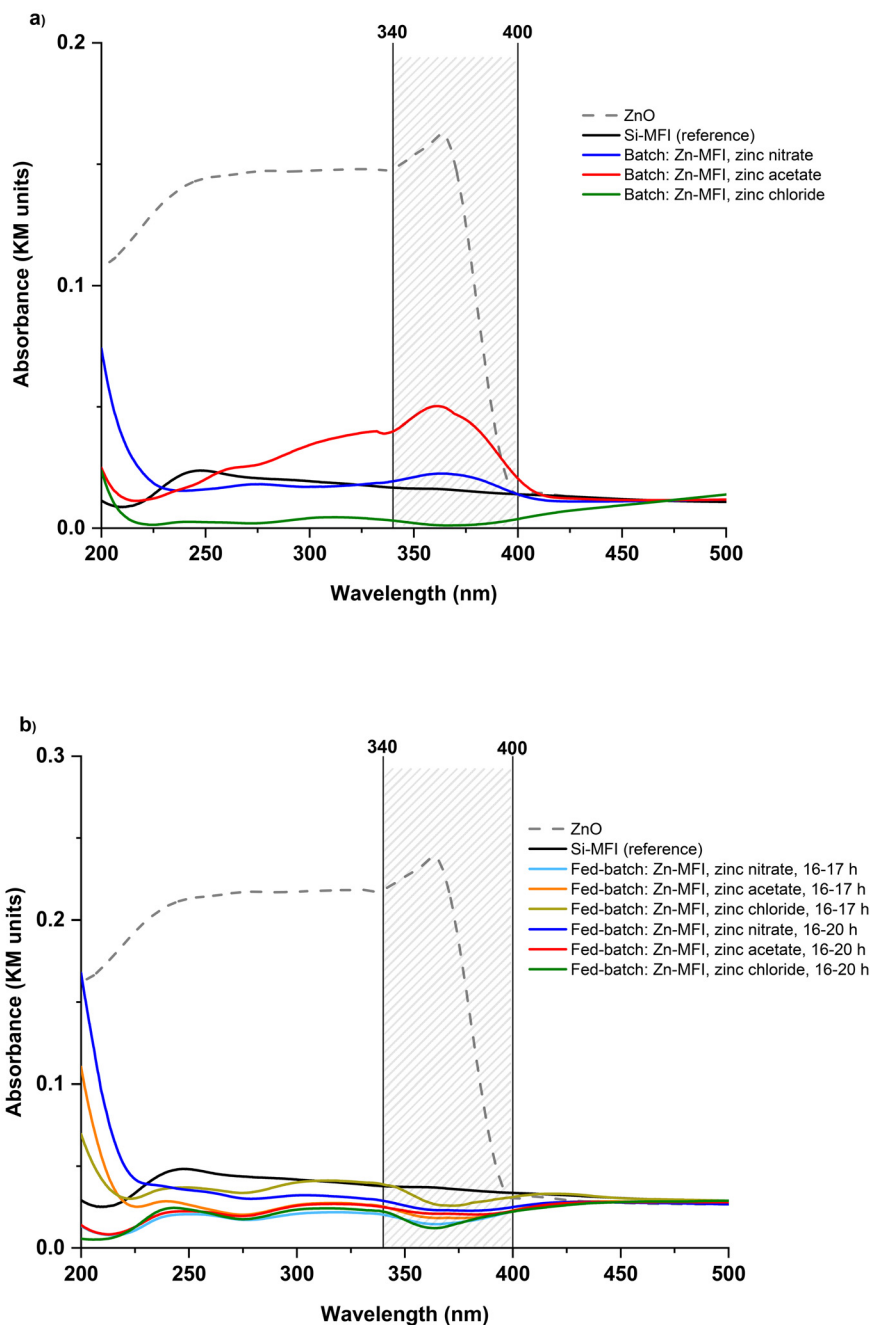 a)
340 400
0.2
0.1
0.0
Absorbance (KM units)
ZnO
Si-MFI (reference)
Batch: Zn-MFI, zinc nitrate
Batch: Zn-MFI, zinc acetate
Batch: Zn-MFI, zinc chloride
200 250 300 350 400 450 500
Wavelength (nm)
b)
340 400
0.3
0.2
0.1
0.0
Absorbance (KM units)
ZnO
Si-MFI (reference)
Fed-batch: Zn-MFI, zinc nitrate, 16-17 h
Fed-batch: Zn-MFI, zinc acetate, 16-17 h
Fed-batch: Zn-MFI, zinc chloride, 16-17 h
Fed-batch: Zn-MFI, zinc nitrate, 16-20 h
Fed-batch: Zn-MFI, zinc acetate, 16-20 h
Fed-batch: Zn-MFI, zinc chloride, 16-20 h
200 250 300 350 400 450 500
Wavelength (nm)